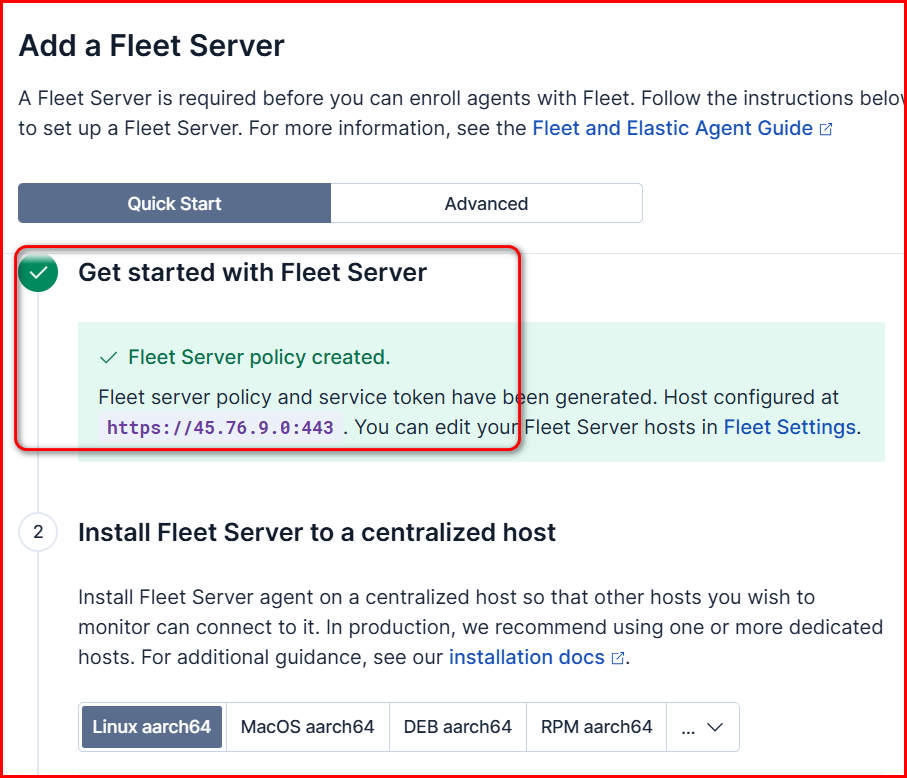 Add a Fleet Server
A Fleet Server is required before you can enroll agents with Fleet. Follow the instructions below
to set up a Fleet Server. For more information, see the Fleet and Elastic Agent Guide
Quick Start
Advanced
Get started with Fleet Server
Fleet Server policy created.
Fleet server policy and service token have been generated. Host configured at
https://45.76.9.0:443 . You can edit your Fleet Server hosts in Fleet Settings.
2
Install Fleet Server to a centralized host
Install Fleet Server agent on a centralized host so that other hosts you wish to
monitor can connect to it. In production, we recommend using one or more dedicated
hosts. For additional guidance, see our installation docs .
Linux aarch64
MacOS aarch64
DEB aarch64
RPM aarch64
...